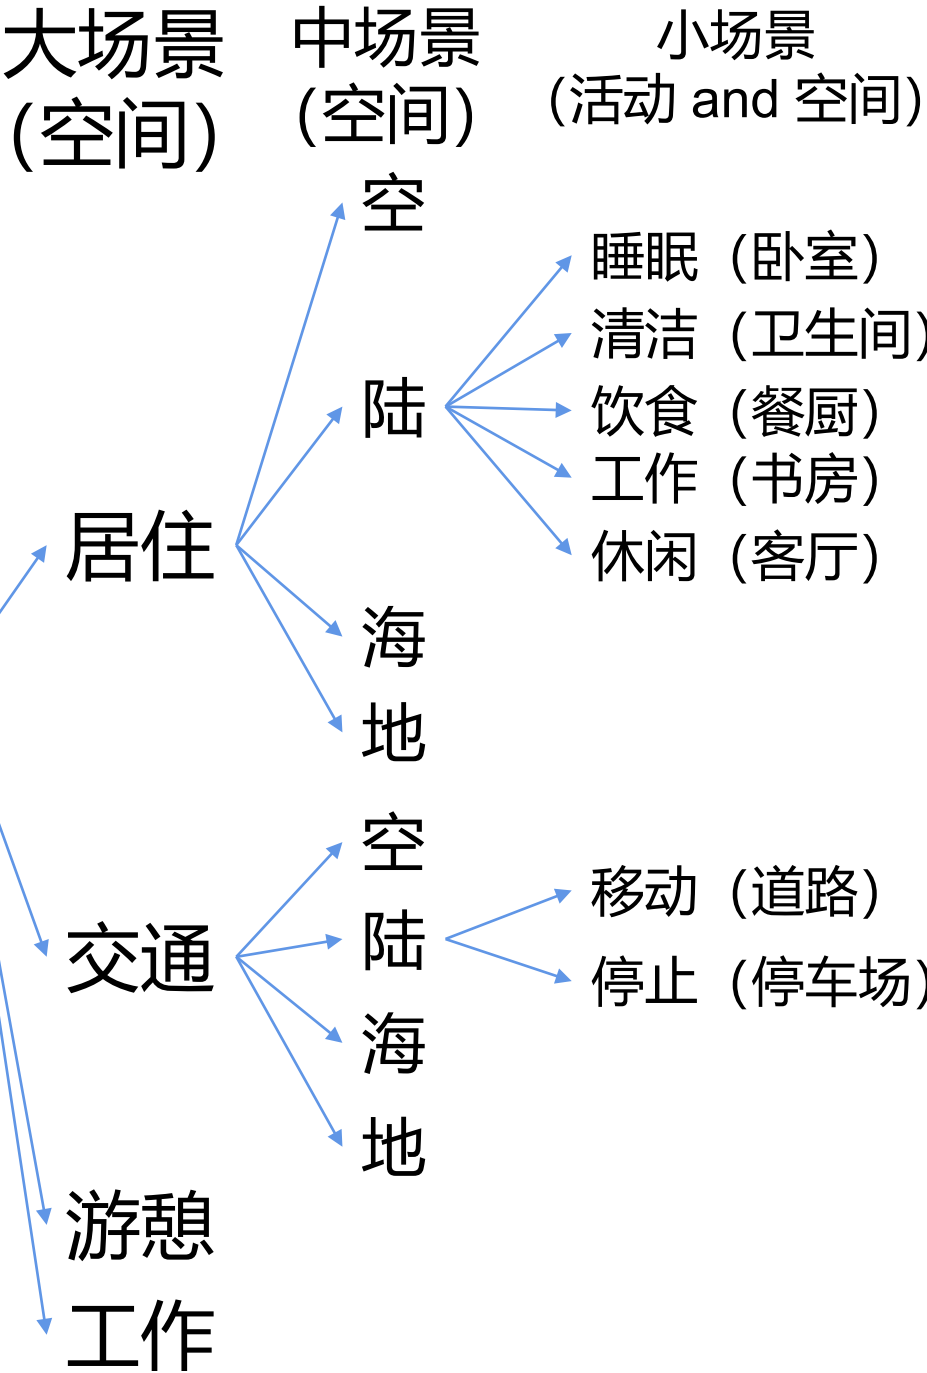 大场景
(空间)
中场景
(空间)
小场景
（活动 and 空间）
空
睡眠（卧室）
清洁（卫生间）
陆
饮食（餐厨）
工作（书房）
居住
休闲（客厅）
海
地
空
移动（道路）
陆
交通
停止（停车场）
海
地
游憩
工作